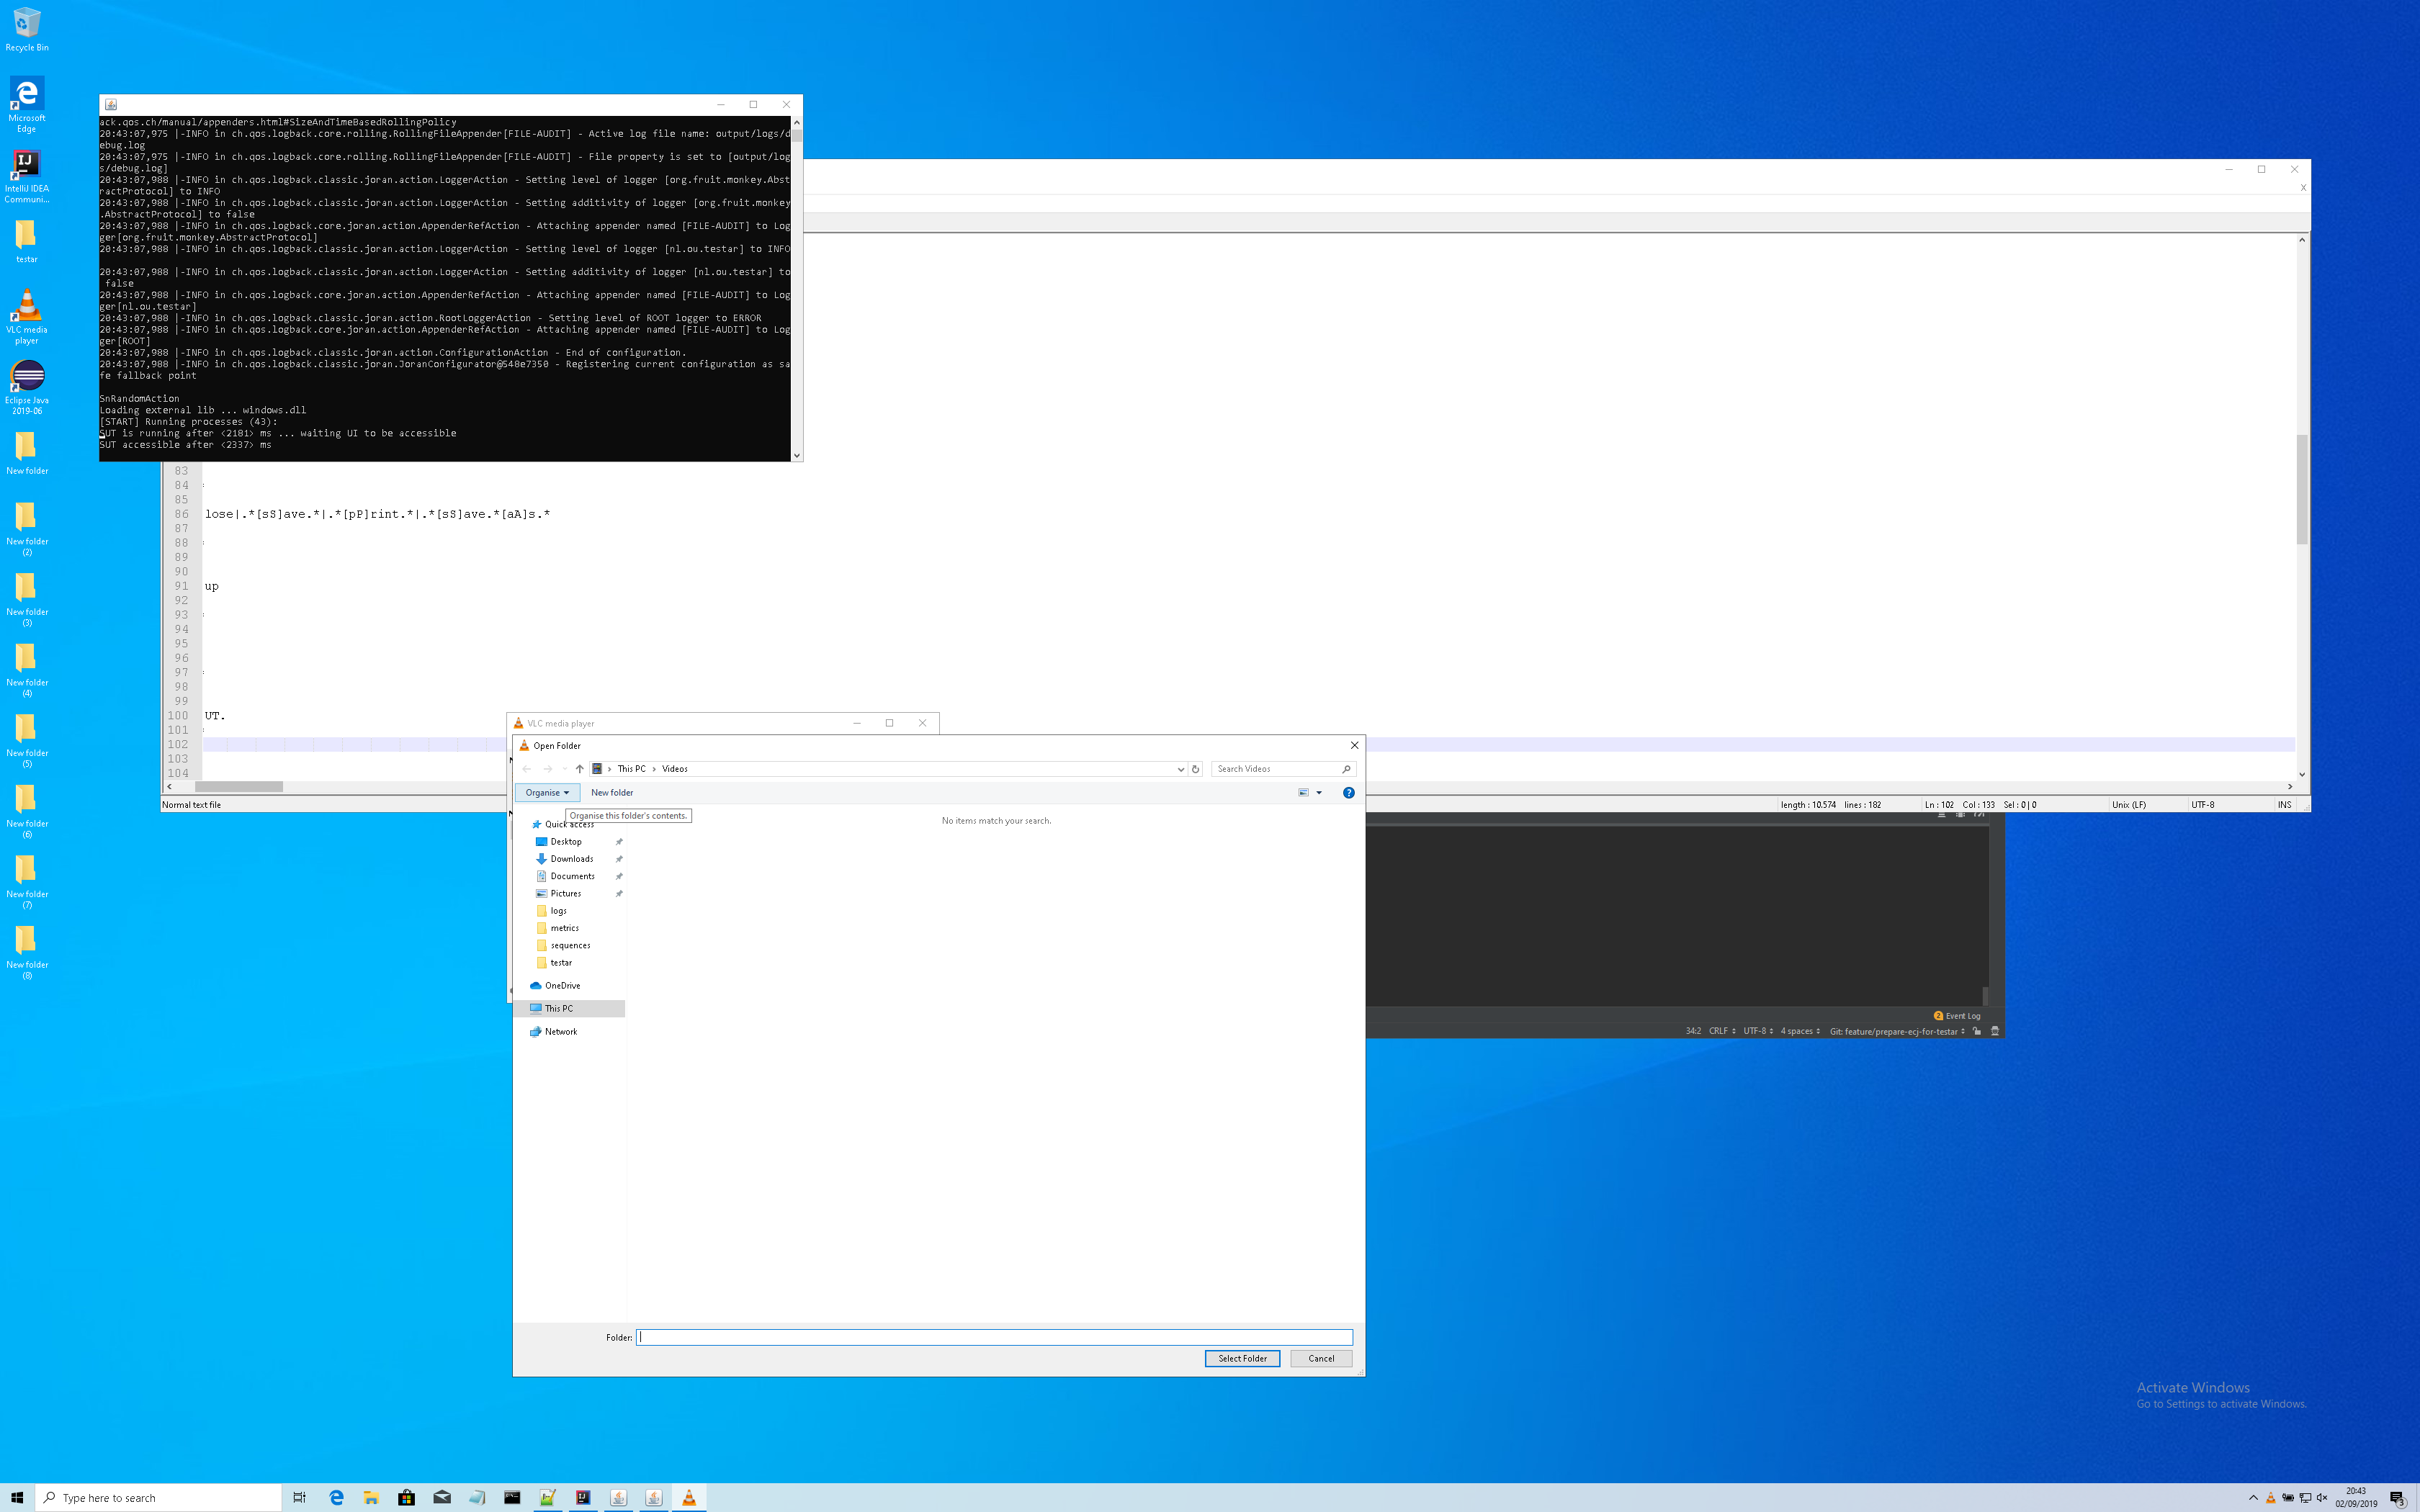 Recycle Bin
Microsoft
Edge
IntelliJ IDEA
Communi...
testar
VLC media
player
Eclipse Java
2019-06
New folder
New folder
(2)
New folder
(3)
New folder
(4)
New folder
(5)
New folder
(6)
New folder
(7)
New folder
(8)
ack.qos.ch/manual/appenders.html#SizeAndTimeBasedRollingPolicy
20:43:07,975 |-INFO in ch.qos.logback.core.rolling.RollingFileAppender[FILE-AUDIT] - Active log file name: output/logs/d
ebug.log
20:43:07,975 |-INFO in ch.qos.logback.core.rolling.RollingFileAppender[FILE-AUDIT] - File property is set to [output/log
s/debug.log]
20:43:07,988 |-INFO in ch.qos.logback.classic.joran.action.LoggerAction - Setting level of logger [org.fruit.monkey.Abst
ractProtocol] to INFO
20:43:07,988 |-INFO in ch.qos.logback.classic.joran.action.LoggerAction - Setting additivity of logger [org.fruit.monkey
.AbstractProtocol] to false
20:43:07,988 |-INFO in ch.qos.logback.core.joran.action.AppenderRefAction - Attaching appender named [FILE-AUDIT] to Log
ger[org.fruit.monkey.AbstractProtocol]
20:43:07,988 |-INFO in ch.qos.logback.classic.joran.action.LoggerAction - Setting level of logger [nl.ou.testar] to INFO
20:43:07,988 |-INFO in ch.qos.logback.classic.joran.action.LoggerAction - Setting additivity of logger [nl.ou.testar] to
false
20:43:07,988 |-INFO in ch.qos.logback.core.joran.action.AppenderRefAction - Attaching appender named [FILE-AUDIT] to Log
ger[nl.ou.testar]
20:43:07,988 |-INFO in ch.qos.logback.classic.joran.action.RootLoggerAction - Setting level of ROOT logger to ERROR
20:43:07,988 |-INFO in ch.qos.logback.core.joran.action.AppenderRefAction - Attaching appender named [FILE-AUDIT] to Log
ger[ROOT]
20:43:07,988 |-INFO in ch.qos.logback.classic.joran.action.ConfigurationAction - End of configuration.
20:43:07,988 |-INFO in ch.qos.logback.classic.joran.JoranConfigurator@548e7350 - Registering current configuration as sa
fe fallback point
SnRandomAction
Loading external lib ... windows.dll
[START] Running processes (43):
SUT is running after <2181> ms ... waiting UI to be accessible
SUT accessible after <2337> ms
83
84
85
86 lose|.*[sS]ave.*|.*[pP]rint.*|.*[sS]ave.*[aA]s.*
87
88
89
90
91 up
92
93
94
95
96
97
98
99
100 UT.
101
102
103
104
Normal text file
length : 10.574 lines : 182
Ln : 102 Col : 133 Sel : 0 | 0
Unix (LF)
UTF-8
INS
VLC media player
Open Folder
This PC > Videos
Search Videos
Organise
New folder
Organise this folder's contents.
No items match your search.
Quick access
Desktop
Downloads
Documents
Pictures
logs
metrics
sequences
testar
OneDrive
This PC
Network
Folder:
Select Folder
Cancel
2 Event Log
34:2 CRLF UTF-8 4 spaces Git: feature/prepare-ecj-for-testar
Activate Windows
Go to Settings to activate Windows.
Type here to search
20:43
02/09/2019
3